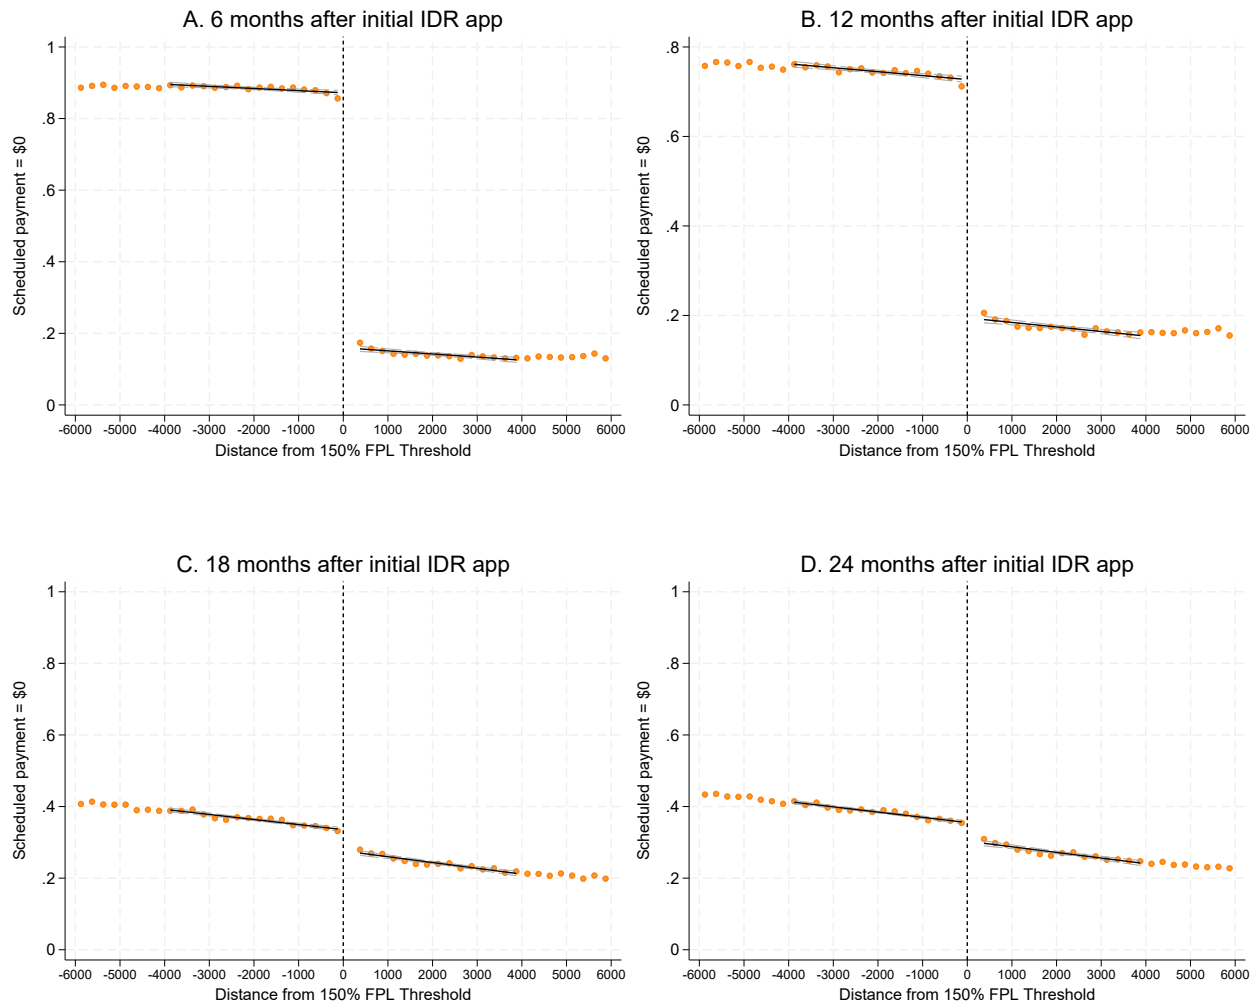 A. 6 months after initial IDR app
Scheduled payment = $0
1
.8
.6
.4
.2
0
-6000 -5000 -4000 -3000 -2000 -1000 0 1000 2000 3000 4000 5000 6000
Distance from 150% FPL Threshold
B. 12 months after initial IDR app
Scheduled payment = $0
.8
.6
.4
.2
0
-6000 -5000 -4000 -3000 -2000 -1000 0 1000 2000 3000 4000 5000 6000
Distance from 150% FPL Threshold
C. 18 months after initial IDR app
Scheduled payment = $0
1
.8
.6
.4
.2
0
-6000 -5000 -4000 -3000 -2000 -1000 0 1000 2000 3000 4000 5000 6000
Distance from 150% FPL Threshold
D. 24 months after initial IDR app
Scheduled payment = $0
1
.8
.6
.4
.2
0
-6000 -5000 -4000 -3000 -2000 -1000 0 1000 2000 3000 4000 5000 6000
Distance from 150% FPL Threshold